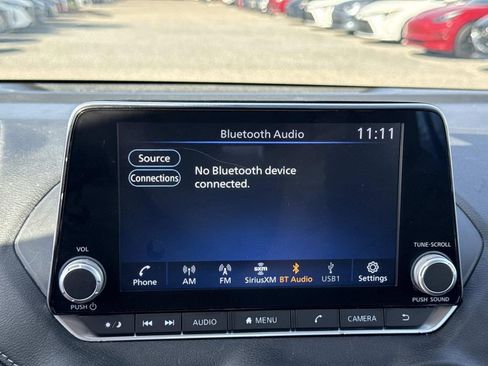 Bluetooth Audio 11:11
Source
No Bluetooth device
connected.
Connections
VOL
TUNE·SCROLL
PUSH
PUSH SOUND
Phone AM FM sxm SiriusXM BT Audio USB1 Settings
AUDIO MENU CAMERA